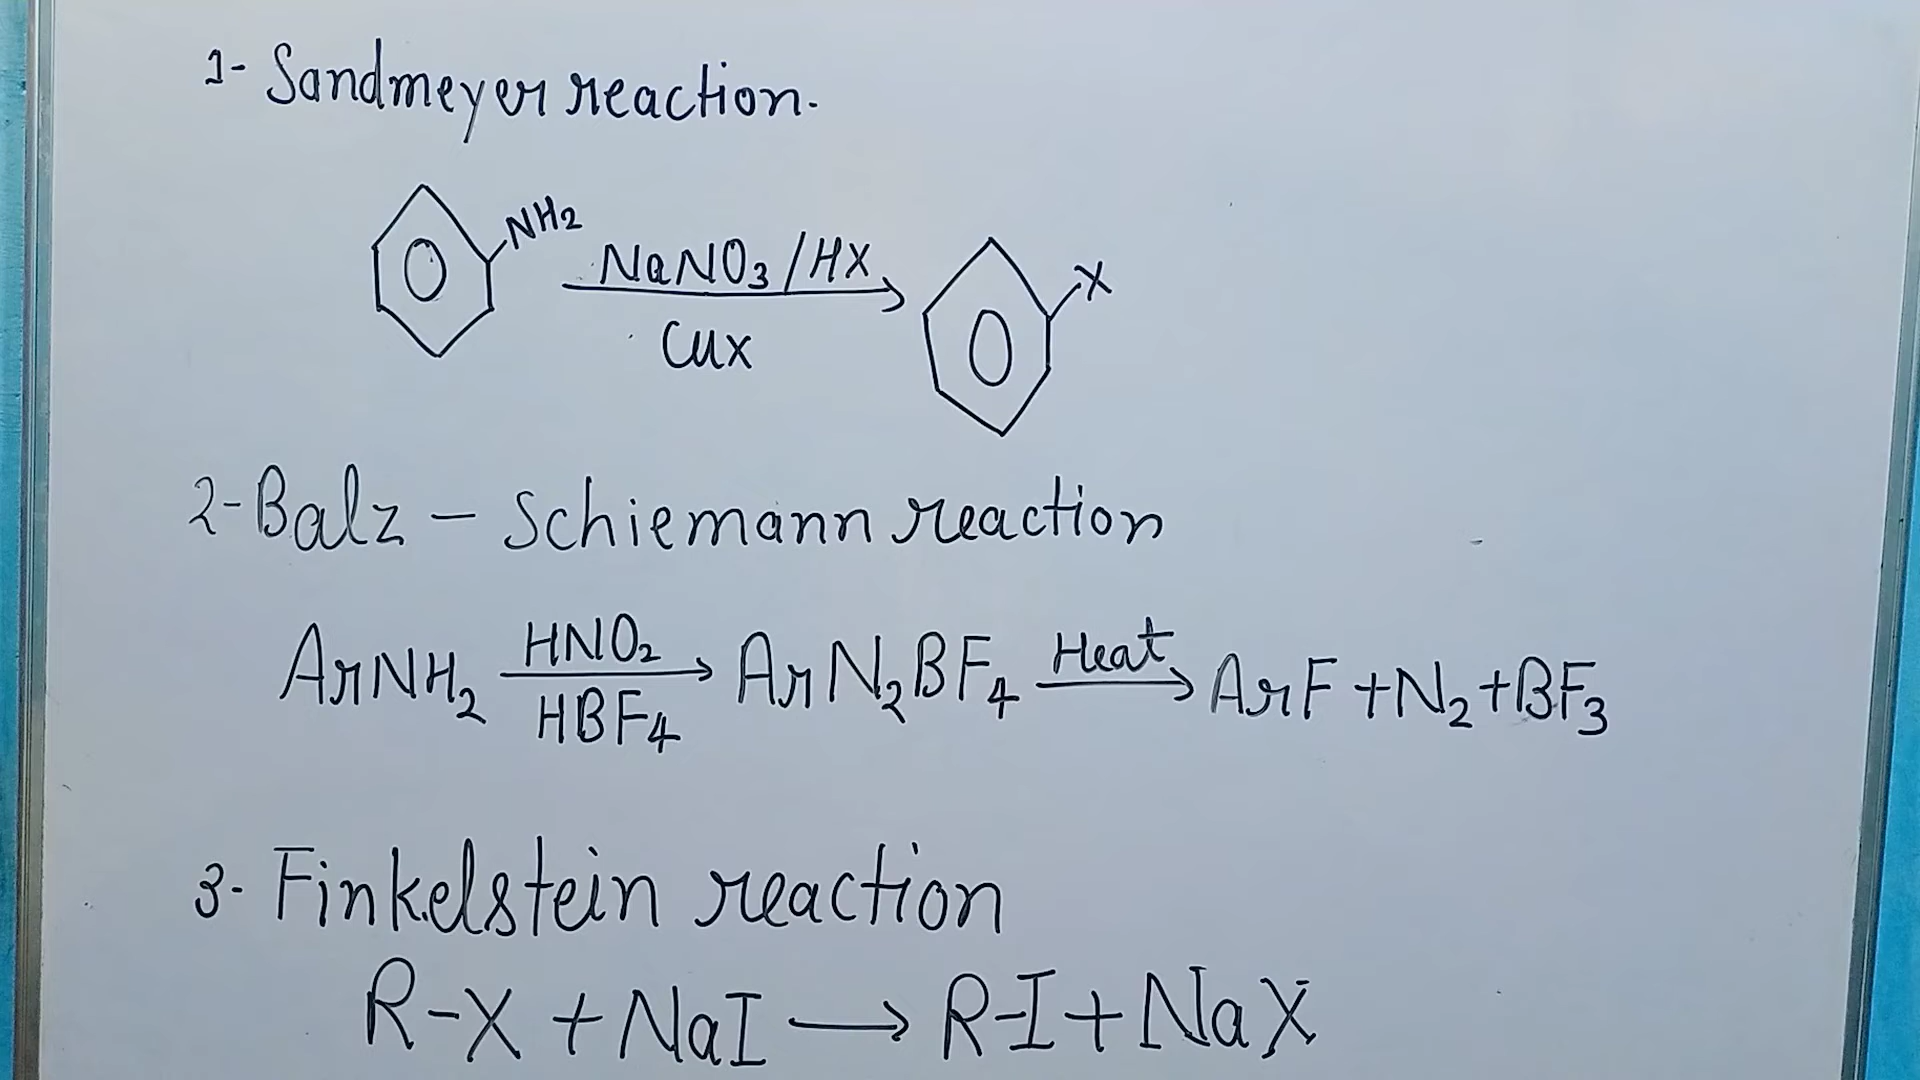 1- Sandmeyer reaction.
NH2 NaNO3/HX X
CuX
2- Balz - Schiemann reaction
ArNH2 HNO2 ArN2BF4 Heat ArF + N2 + BF3
HBF4
3- Finkelstein reaction
R-X + NaI → R-I + NaX